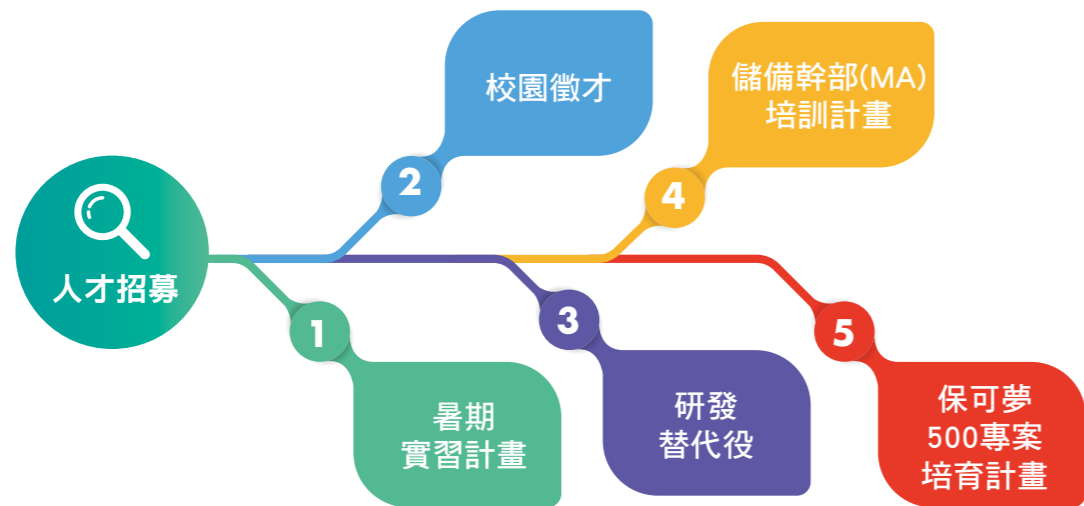 人才招募
1
暑期
實習計畫
2
校園徵才
3
研發
替代役
4
儲備幹部(MA)
培訓計畫
5
保可夢
500專案
培育計畫